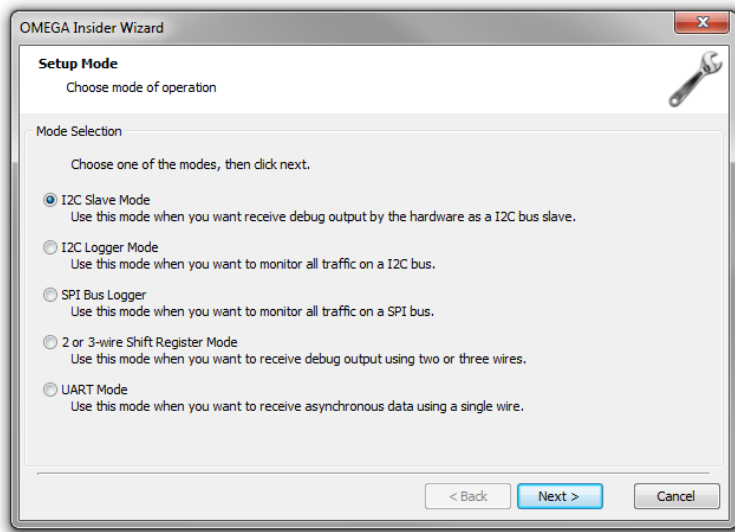 OMEGA Insider Wizard
Setup Mode
Choose mode of operation
Mode Selection
Choose one of the modes, then click next.
I2C Slave Mode
Use this mode when you want receive debug output by the hardware as a I2C bus slave.
I2C Logger Mode
Use this mode when you want to monitor all traffic on a I2C bus.
SPI Bus Logger
Use this mode when you want to monitor all traffic on a SPI bus.
2 or 3-wire Shift Register Mode
Use this mode when you want to receive debug output using two or three wires.
UART Mode
Use this mode when you want to receive asynchronous data using a single wire.
< Back Next > Cancel